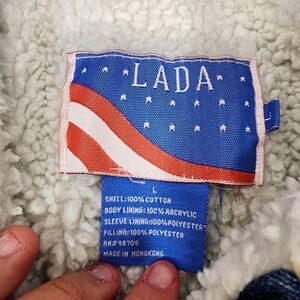 LADA
L
L
SHELL:100% COTTON
BODY LINING: 100% ACRYLIC
SLEEVE LINING:100%POLYESTER
FILLING:100% POLYESTER
RN# 98709
MADE IN HONGKONG